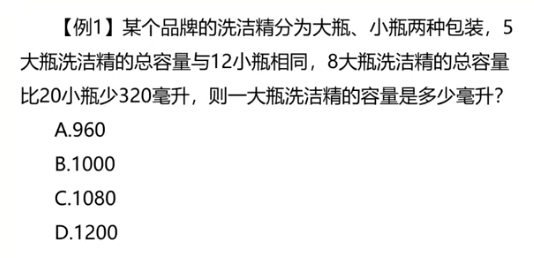 【例1】某个品牌的洗洁精分为大瓶、小瓶两种包装，5
大瓶洗洁精的总容量与12小瓶相同，8大瓶洗洁精的总容量
比20小瓶少320毫升，则一大瓶洗洁精的容量是多少毫升？
A.960
B.1000
C.1080
D.1200